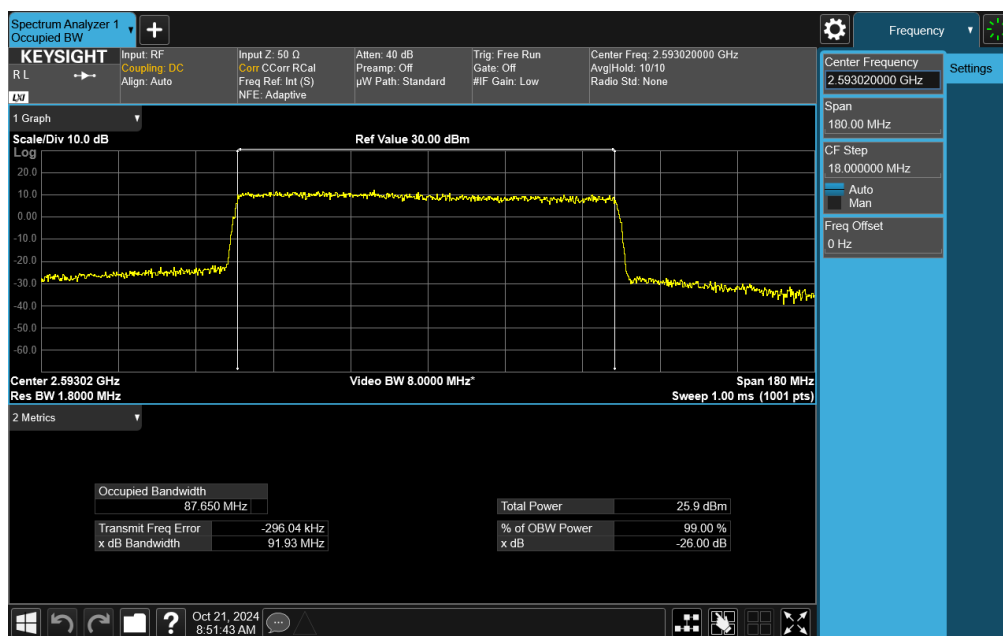 Spectrum Analyzer 1
Occupied BW
Frequency
KEYSIGHT
R L
LXI
Input: RF
Coupling: DC
Align: Auto
Input Z: 50 Ω
Corr CCorr RCal
Freq Ref: Int (S)
NFE: Adaptive
Atten: 40 dB
Preamp: Off
µW Path: Standard
Trig: Free Run
Gate: Off
#IF Gain: Low
Center Freq: 2.593020000 GHz
Avg|Hold: 10/10
Radio Std: None
Center Frequency
2.593020000 GHz
Settings
Span
180.00 MHz
CF Step
18.000000 MHz
Auto
Man
Freq Offset
0 Hz
1 Graph
Scale/Div 10.0 dB
Ref Value 30.00 dBm
Log
20.0
10.0
0.00
-10.0
-20.0
-30.0
-40.0
-50.0
-60.0
Center 2.59302 GHz
Video BW 8.0000 MHz*
Span 180 MHz
Res BW 1.8000 MHz
Sweep 1.00 ms (1001 pts)
2 Metrics
Occupied Bandwidth
87.650 MHz
Transmit Freq Error -296.04 kHz
x dB Bandwidth 91.93 MHz
Total Power 25.9 dBm
% of OBW Power 99.00 %
x dB -26.00 dB
Oct 21, 2024
8:51:43 AM